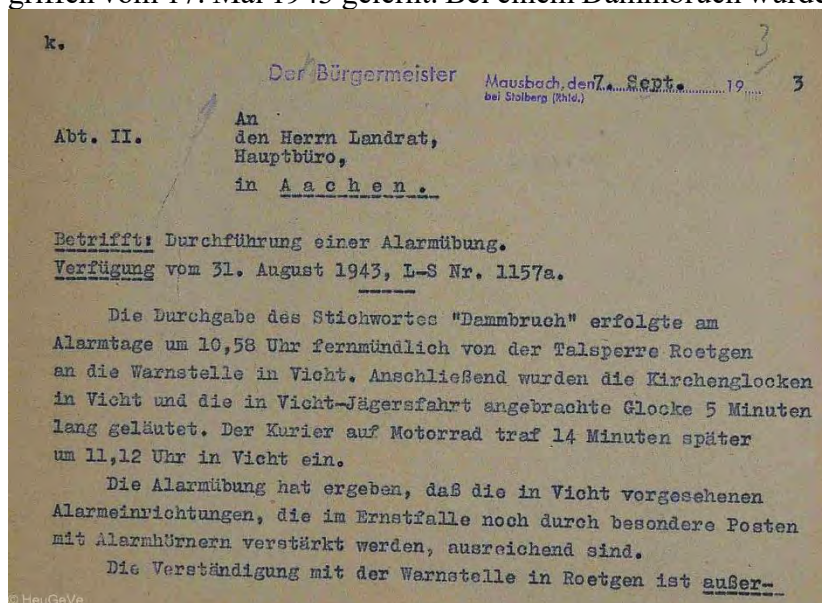 griffen vom 17. Mai 1943 gelernt. Bei einem Dammbruch wurde
k.
3
Der Bürgermeister
Mausbach, den 7. Sept. 19 3
bei Stolberg (Rhld.)
Abt. II.
An
den Herrn Landrat,
Hauptbüro,
in Aachen.
Betrifft: Durchführung einer Alarmübung.
Verfügung vom 31. August 1943, L-S Nr. 1157a.
Die Durchgabe des Stichwortes "Dammbruch" erfolgte am
Alarmtage um 10,58 Uhr fernmündlich von der Talsperre Roetgen
an die Warnstelle in Vicht. Anschließend wurden die Kirchenglocken
in Vicht und die in Vicht-Jägersfahrt angebrachte Glocke 5 Minuten
lang geläutet. Der Kurier auf Motorrad traf 14 Minuten später
um 11,12 Uhr in Vicht ein.
Die Alarmübung hat ergeben, daß die in Vicht vorgesehenen
Alarmeinrichtungen, die im Ernstfalle noch durch besondere Posten
mit Alarmhörnern verstärkt werden, ausreichend sind.
Die Verständigung mit der Warnstelle in Roetgen ist außer-
© HeuGeVe